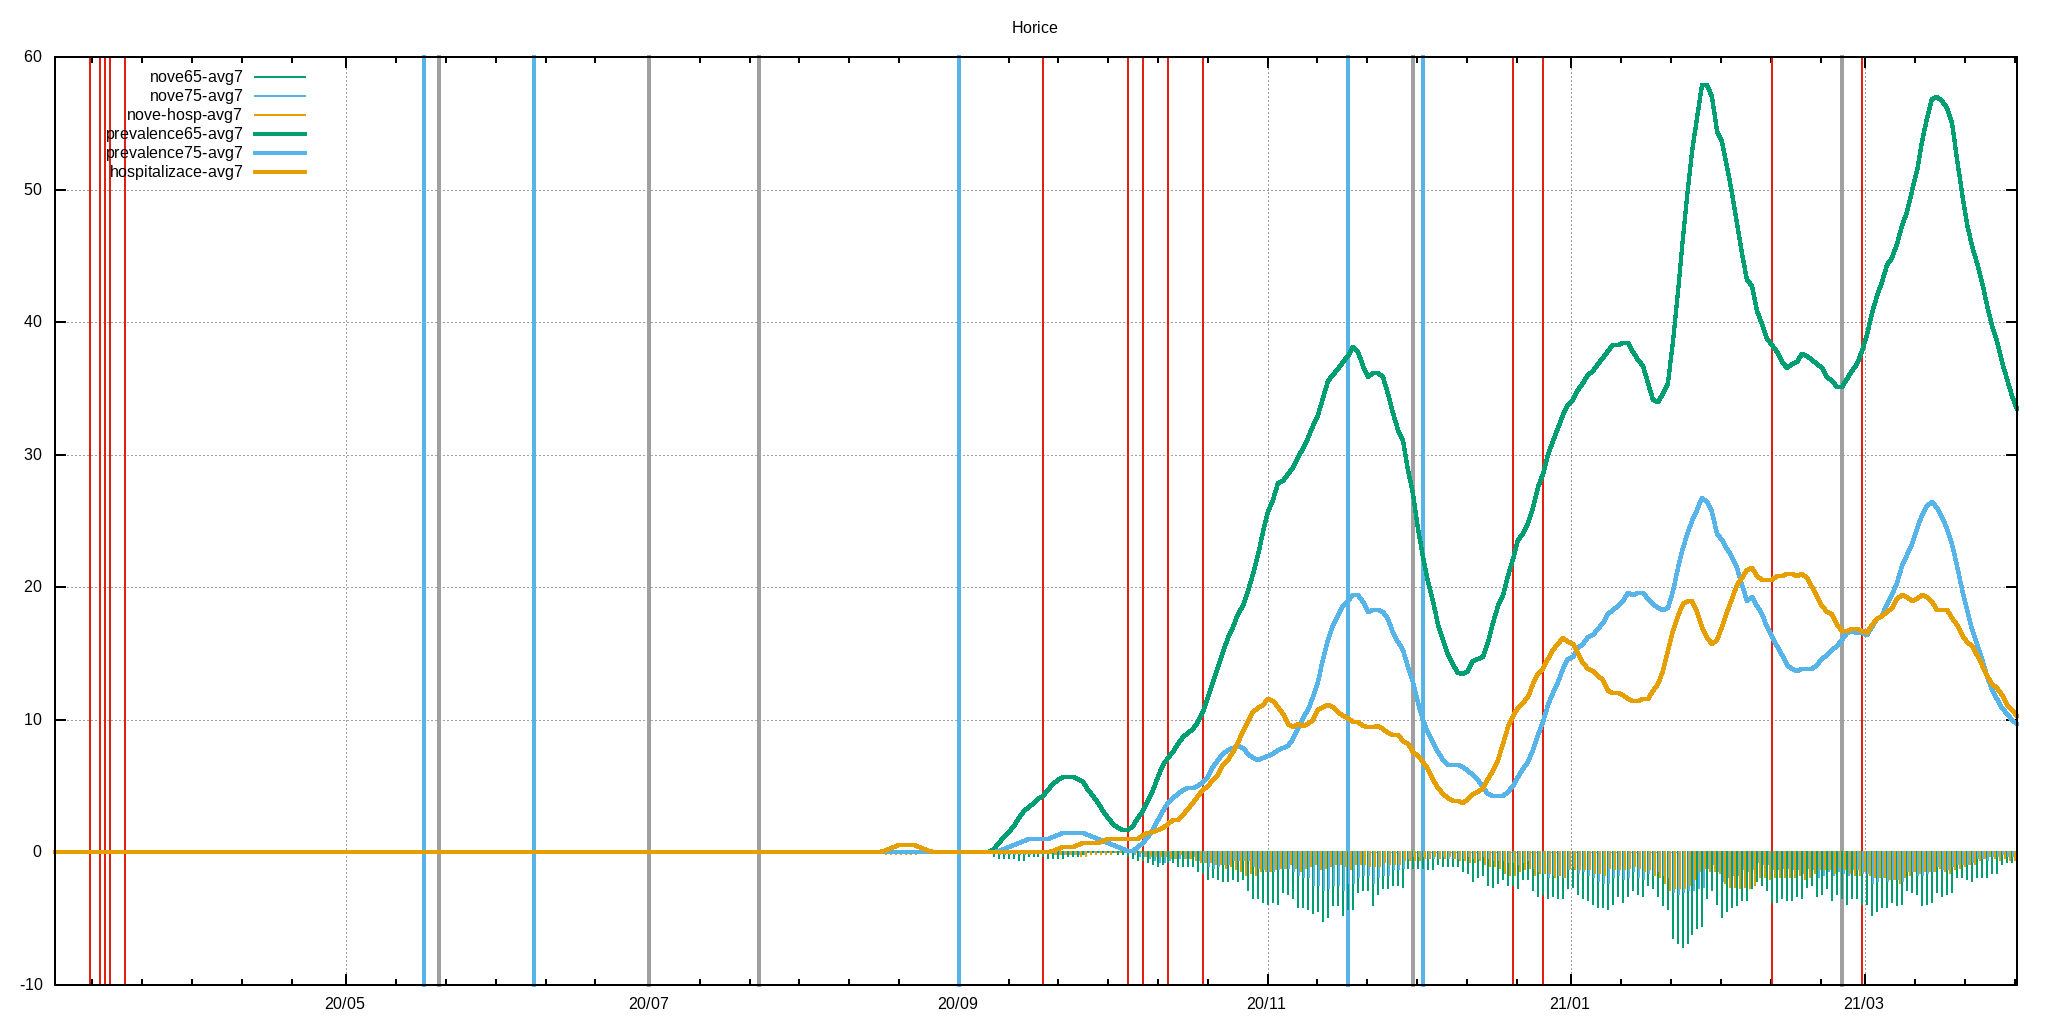 Horice
60
nove65-avg7
nove75-avg7
nove-hosp-avg7
prevalence65-avg7
prevalence75-avg7
hospitalizace-avg7
50
40
30
20
10
0
-10
20/05 20/07 20/09 20/11 21/01 21/03